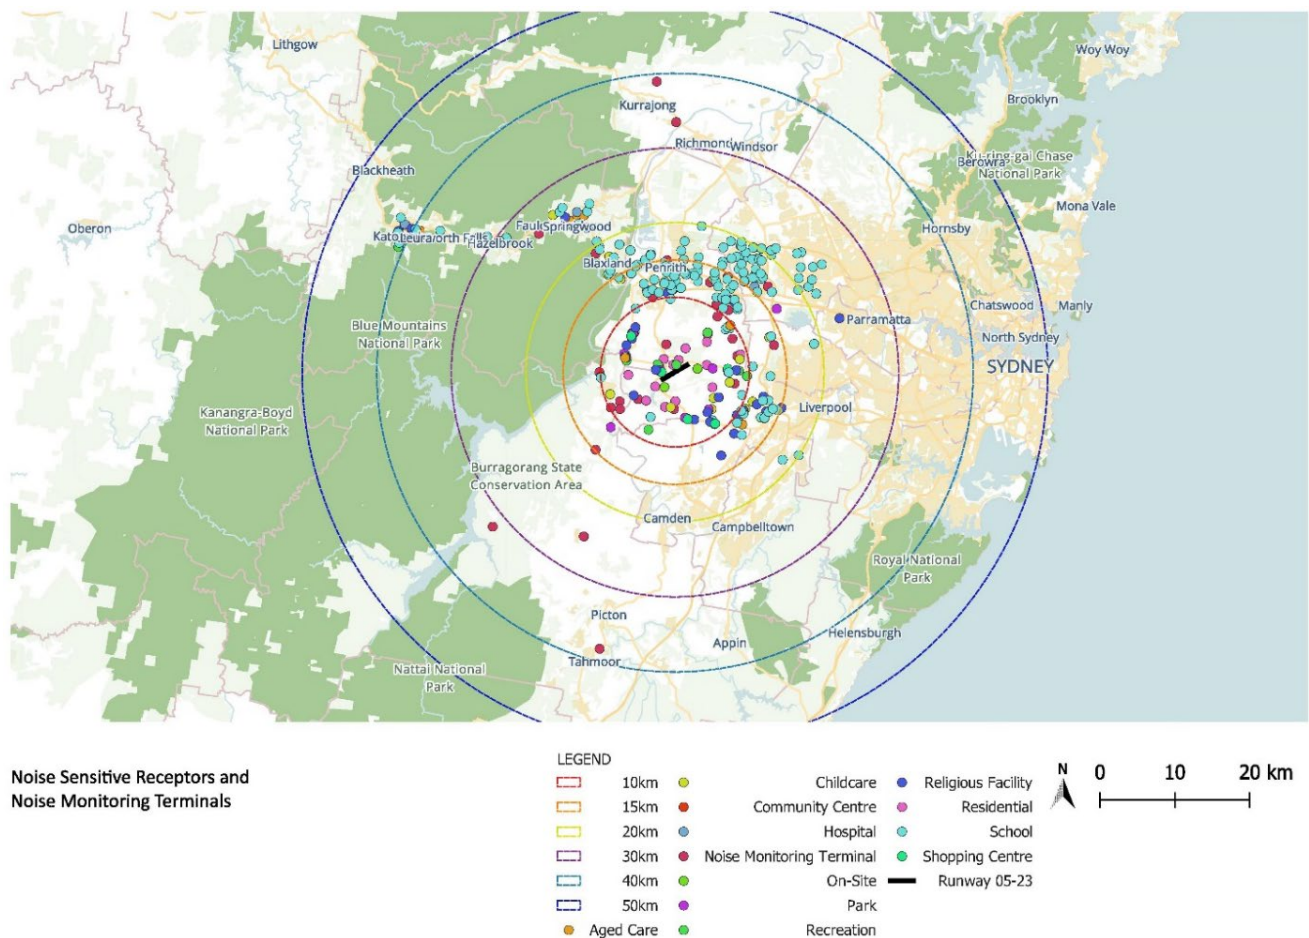 Lithgow
Woy Woy
Kurrajong
Brooklyn
Richmond
Windsor
Blackheath
Berowra
Ku-ring-gai Chase
National Park
Mona Vale
Oberon
Springwood
Hazelbrook
Hornsby
Blaxland
Penrith
Chatswood
Manly
Parramatta
Blue Mountains
National Park
North Sydney
SYDNEY
Kanangra-Boyd
National Park
Liverpool
Burragorang State
Conservation Area
Camden
Campbelltown
Royal National
Park
Picton
Appin
Helensburgh
Tahmoor
Nattai National
Park
Noise Sensitive Receptors and
Noise Monitoring Terminals
LEGEND
10km
15km
20km
30km
40km
50km
Aged Care
Childcare
Community Centre
Hospital
Noise Monitoring Terminal
On-Site
Park
Recreation
Religious Facility
Residential
School
Shopping Centre
Runway 05-23
N
0 10 20 km